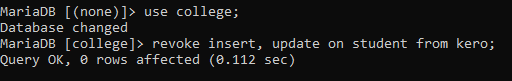 MariaDB [(none)]> use college;
Database changed
MariaDB [college]> revoke insert, update on student from kero;
Query OK, 0 rows affected (0.112 sec)